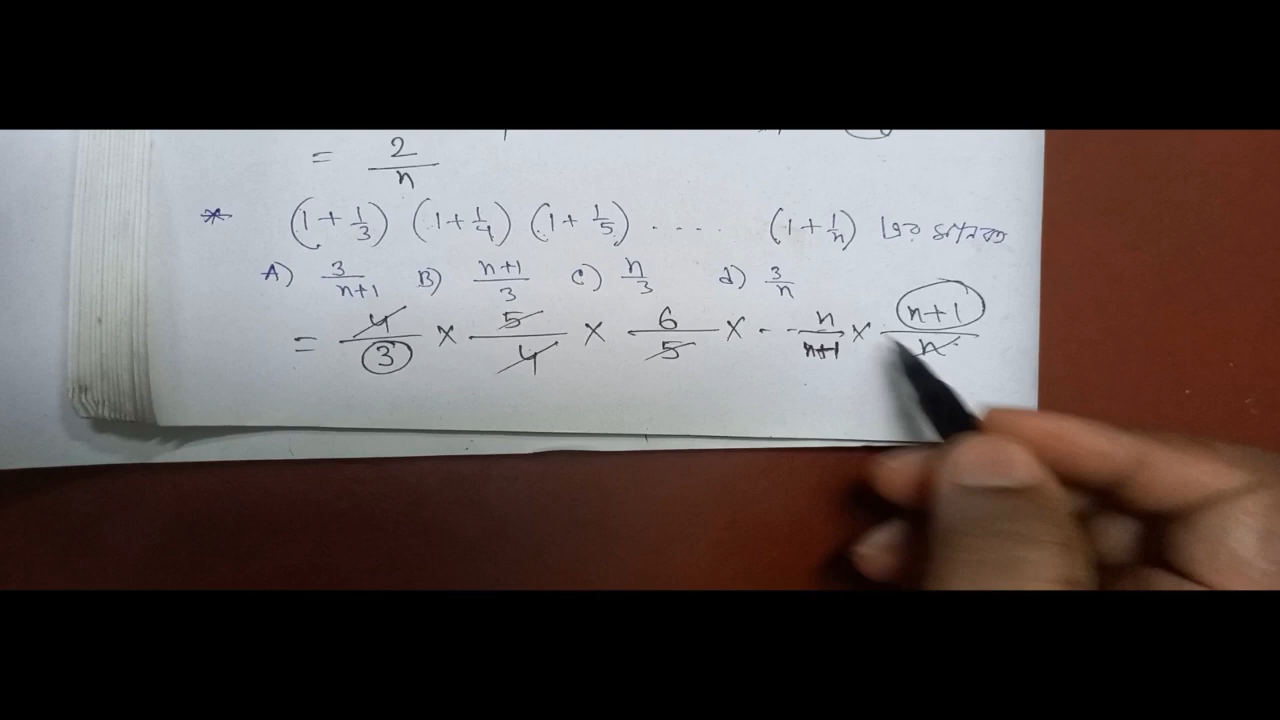 = 2/n
* (1 + 1/3) (1 + 1/4) (1 + 1/5) ..... (1 + 1/n) এর মান কত
A) 3/n+1 B) n+1/3 c) n/3 d) 3/n
= 4/3 × 5/4 × 6/5 × -- n/n+1 × n+1/n